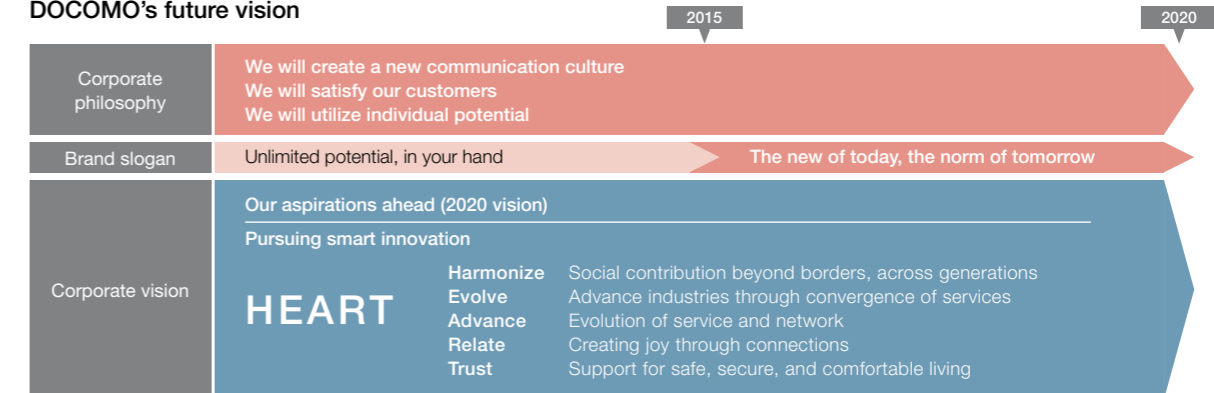 DOCOMO's future vision
2015
2020
Corporate
philosophy
We will create a new communication culture
We will satisfy our customers
We will utilize individual potential
Brand slogan
Unlimited potential, in your hand
The new of today, the norm of tomorrow
Corporate vision
Our aspirations ahead (2020 vision)
Pursuing smart innovation
HEART
Harmonize Social contribution beyond borders, across generations
Evolve Advance industries through convergence of services
Advance Evolution of service and network
Relate Creating joy through connections
Trust Support for safe, secure, and comfortable living